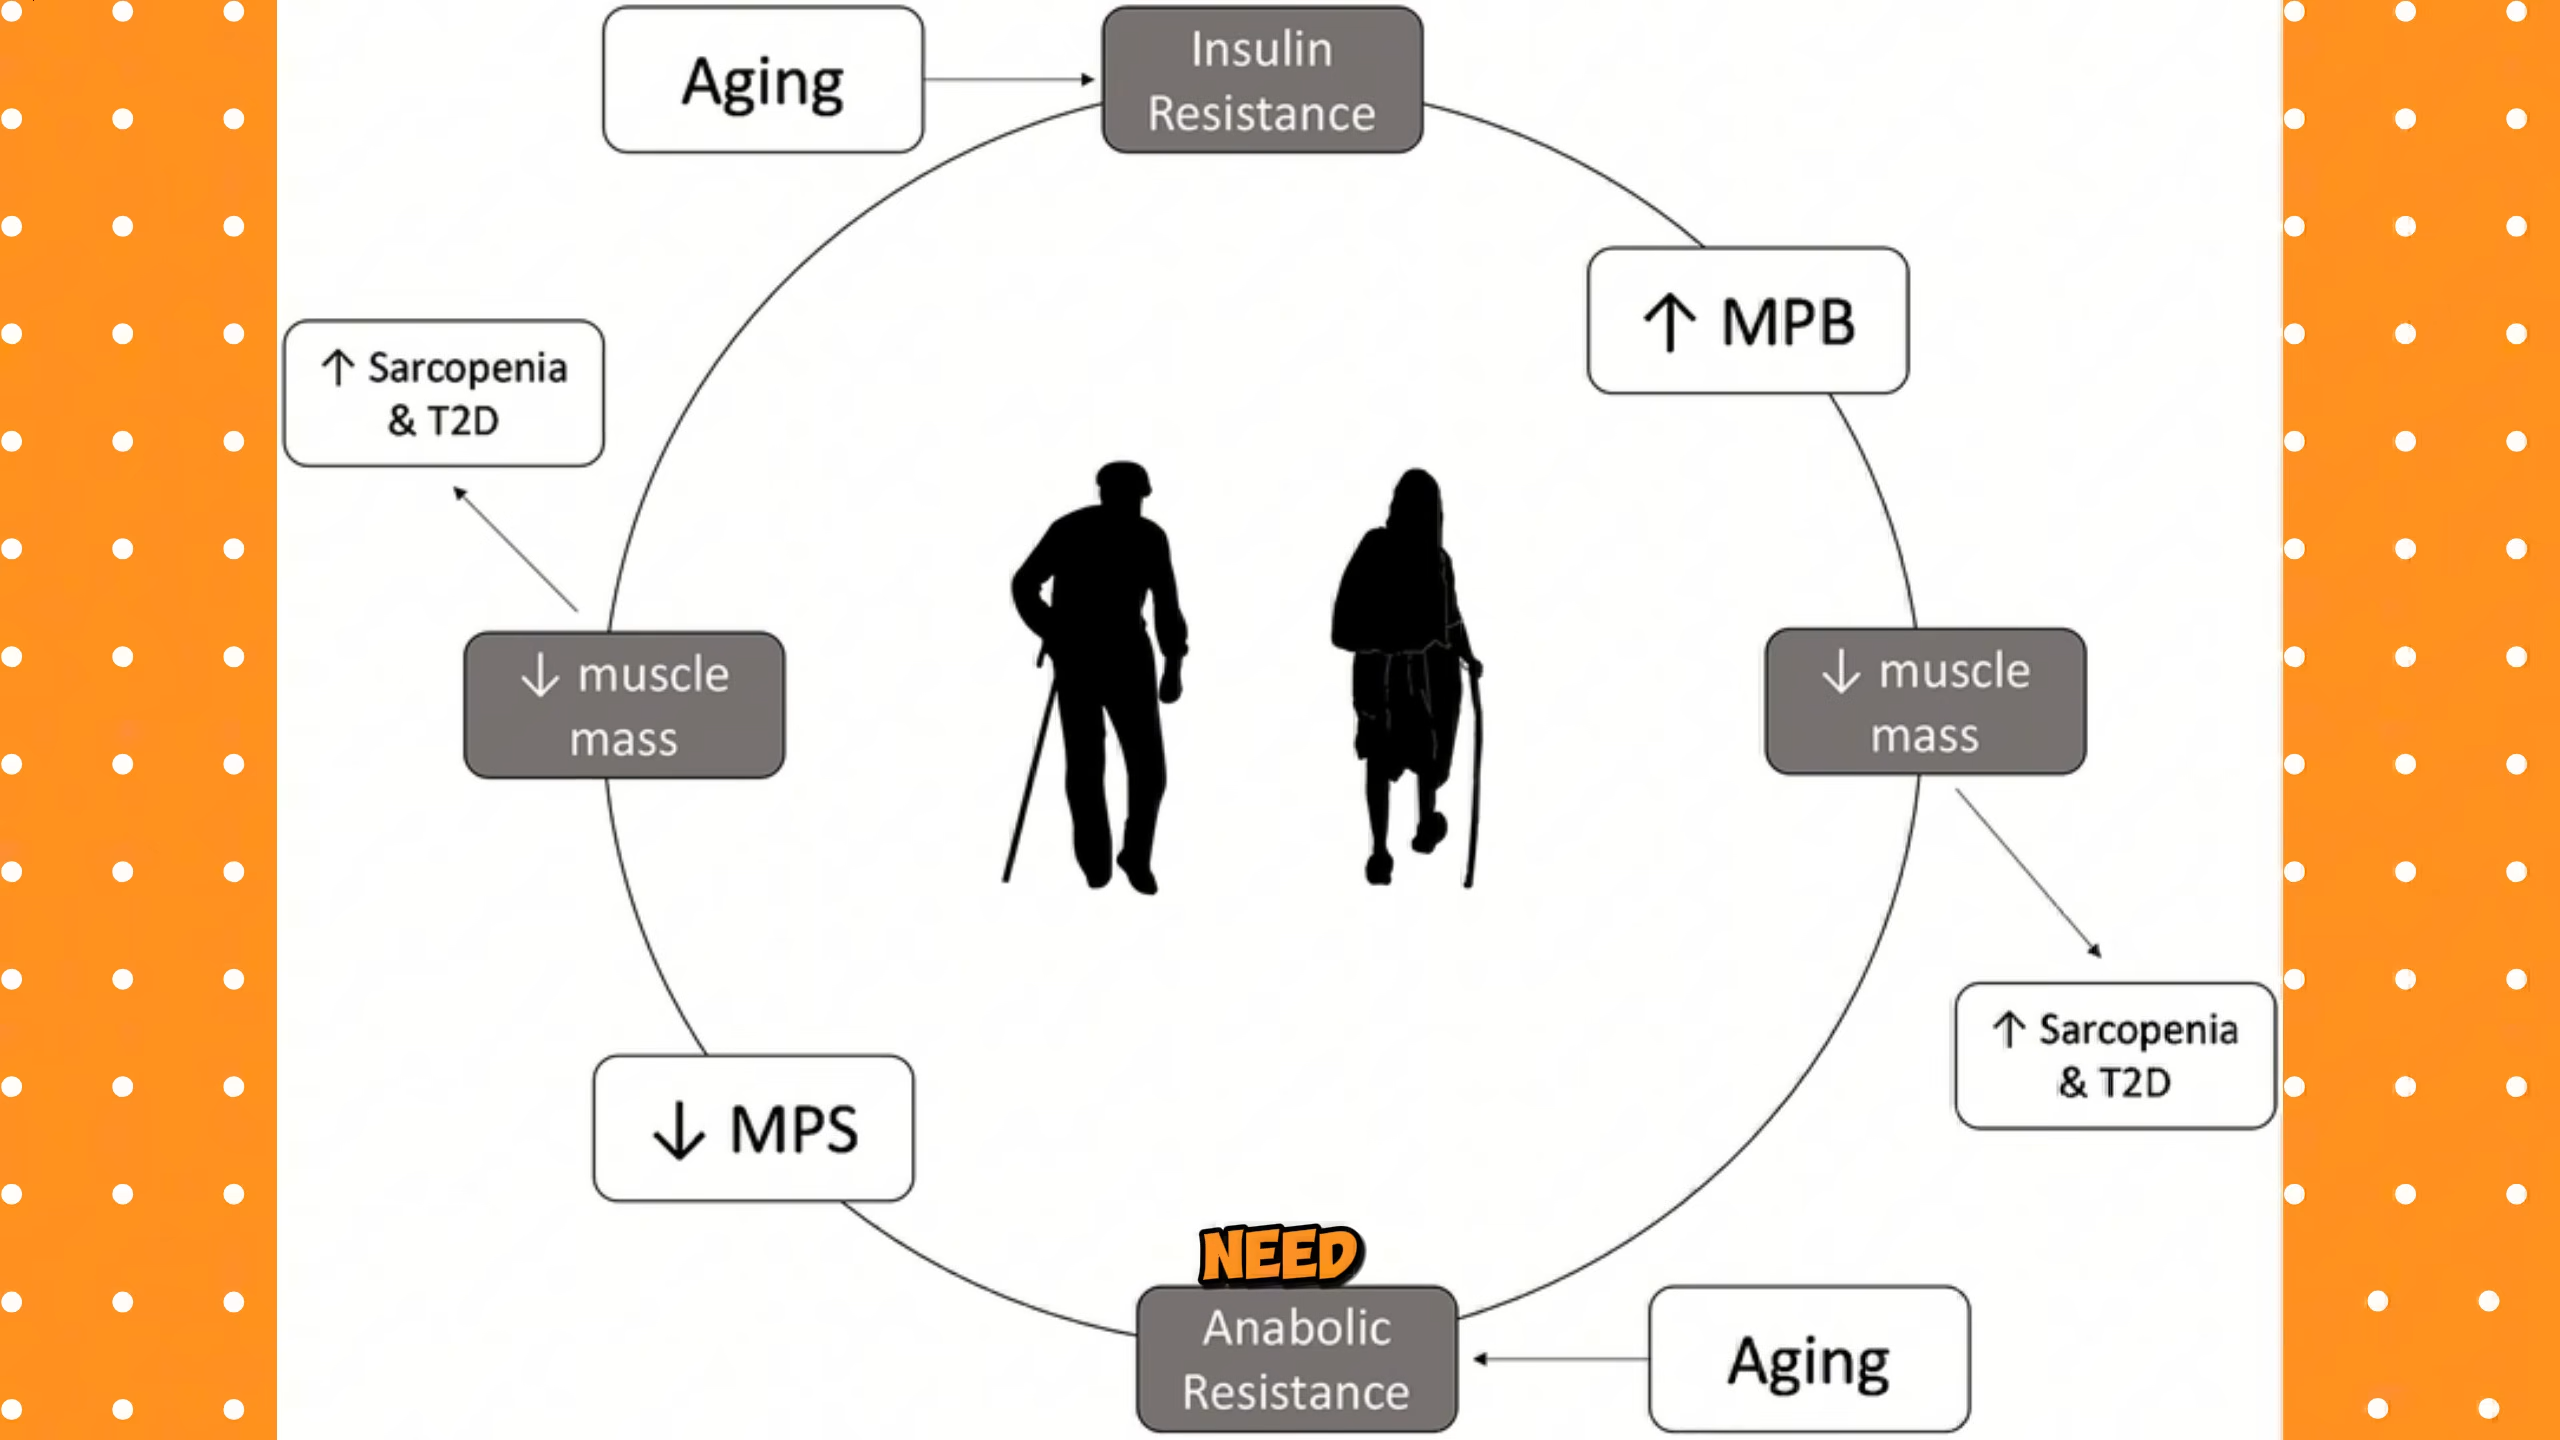 Aging
Insulin
Resistance
↑ MPB
↑ Sarcopenia
& T2D
↓ muscle
mass
↓ muscle
mass
↑ Sarcopenia
& T2D
↓ MPS
NEED
Anabolic
Resistance
Aging